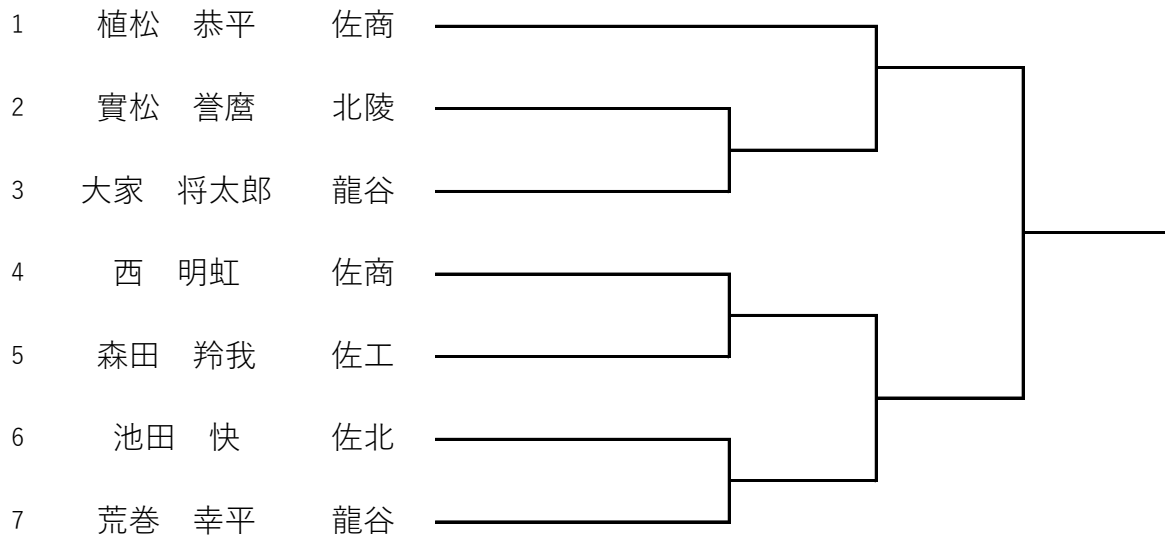 1 植松 恭平 佐商
2 實松 誉麿 北陵
3 大家 将太郎 龍谷
4 西 明虹 佐商
5 森田 羚我 佐工
6 池田 快 佐北
7 荒巻 幸平 龍谷